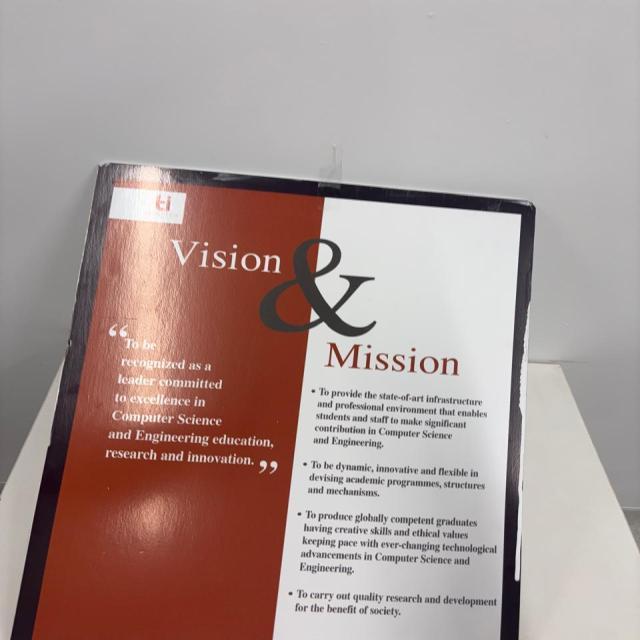 ti
Vision
&
Mission
“To be
recognized as a
leader committed
to excellence in
Computer Science
and Engineering education,
research and innovation.”
• To provide the state-of-art infrastructure
and professional environment that enables
students and staff to make significant
contribution in Computer Science
and Engineering.
• To be dynamic, innovative and flexible in
devising academic programmes, structures
and mechanisms.
• To produce globally competent graduates
having creative skills and ethical values
keeping pace with ever-changing technological
advancements in Computer Science and
Engineering.
• To carry out quality research and development
for the benefit of society.